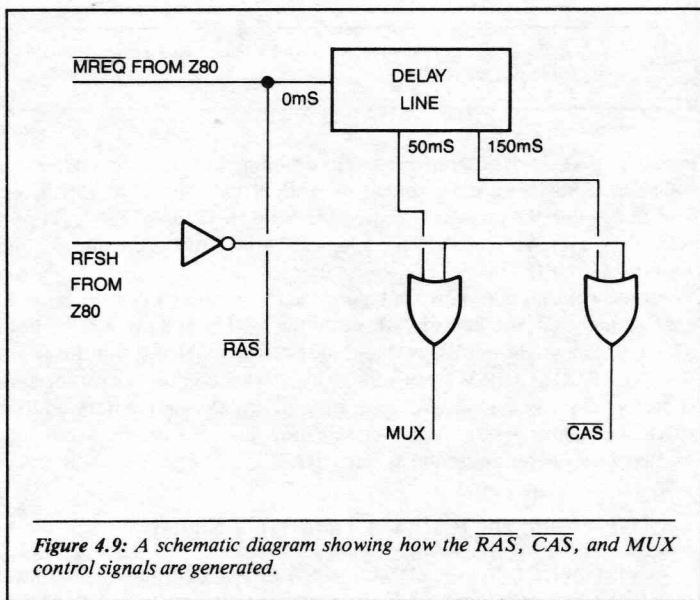 MREQ FROM Z80
DELAY
LINE
0mS
50mS
150mS
RFSH
FROM
Z80
RAS
MUX
CAS
Figure 4.9: A schematic diagram showing how the RAS, CAS, and MUX
control signals are generated.